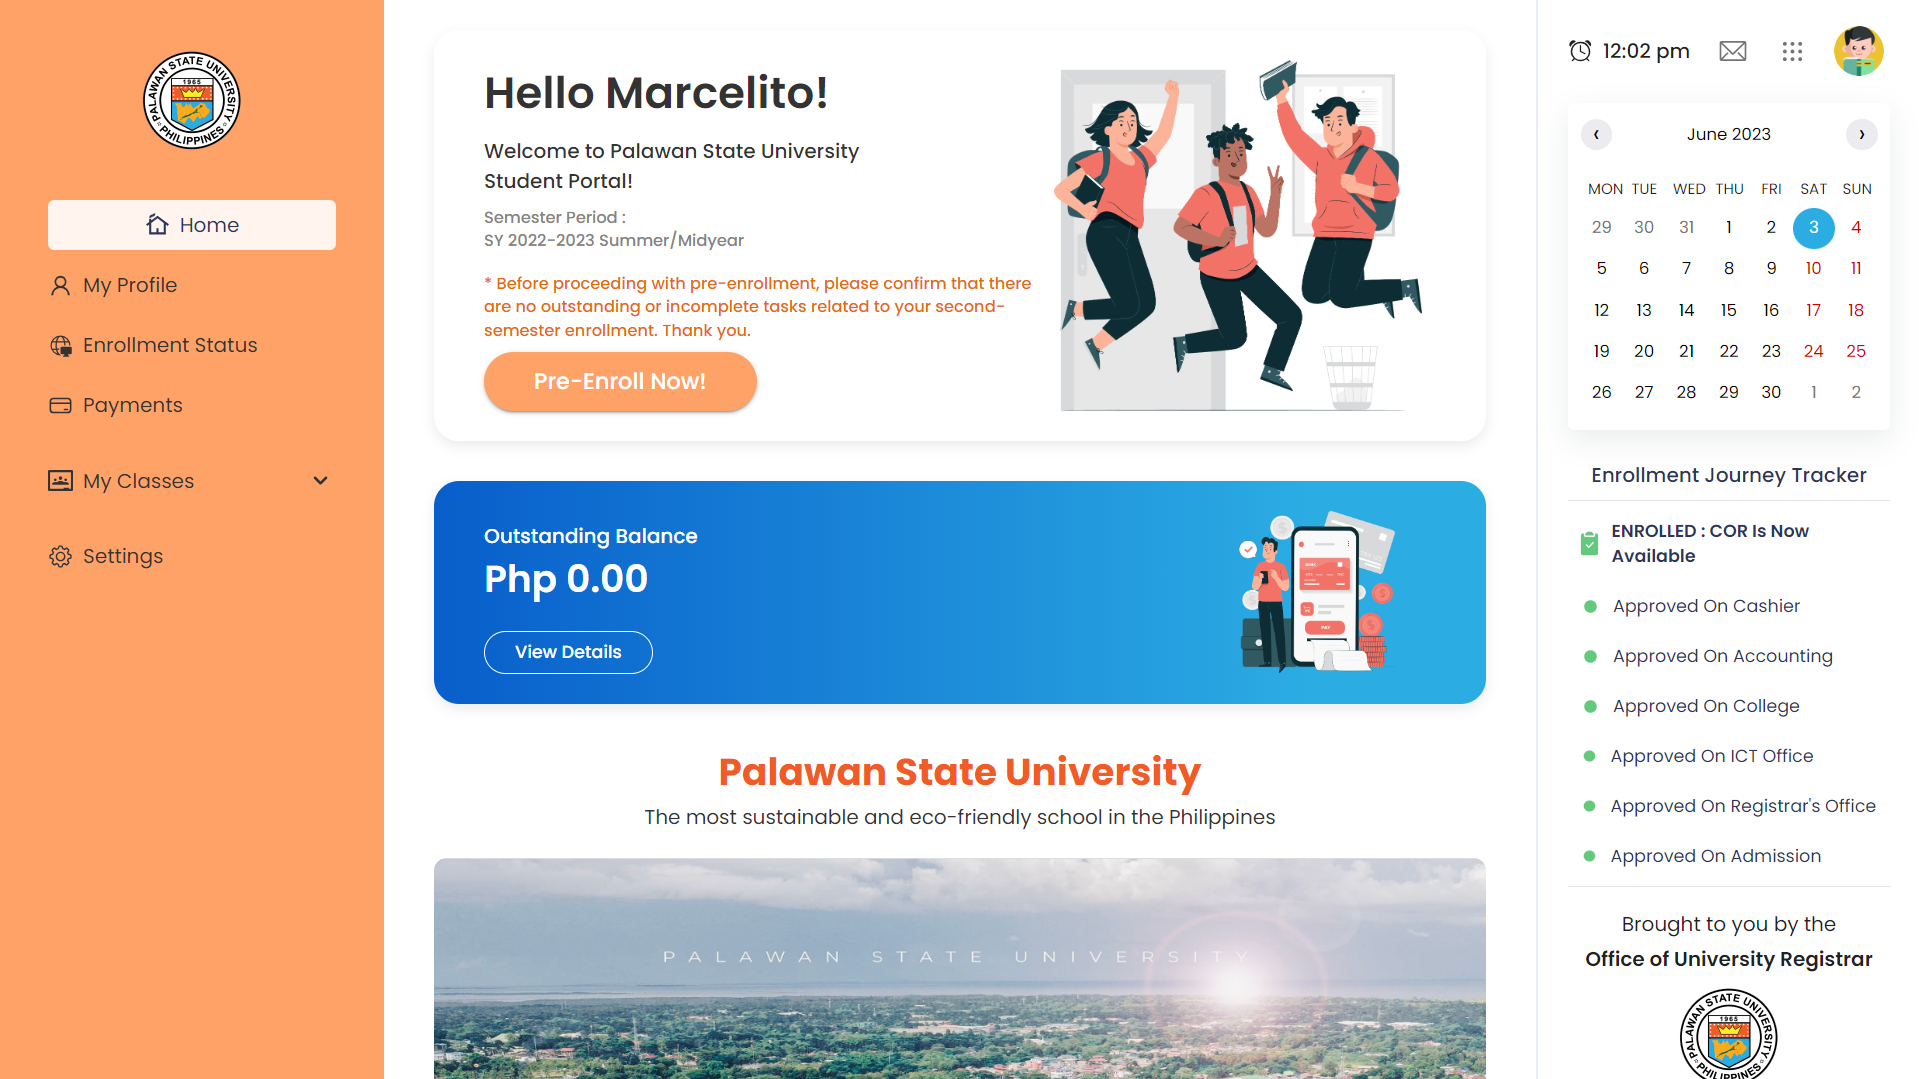 PALAWAN STATE UNIVERSITY
1965
PHILIPPINES
Home
My Profile
Enrollment Status
Payments
My Classes
Settings
Hello Marcelito!
Welcome to Palawan State University
Student Portal!
Semester Period :
SY 2022-2023 Summer/Midyear
* Before proceeding with pre-enrollment, please confirm that there
are no outstanding or incomplete tasks related to your second-
semester enrollment. Thank you.
Pre-Enroll Now!
Outstanding Balance
Php 0.00
View Details
PAY
Palawan State University
The most sustainable and eco-friendly school in the Philippines
PALAWAN STATE UNIVERSITY
12:02 pm
‹ June 2023 ›
MON TUE WED THU FRI SAT SUN
29 30 31 1 2 3 4
5 6 7 8 9 10 11
12 13 14 15 16 17 18
19 20 21 22 23 24 25
26 27 28 29 30 1 2
Enrollment Journey Tracker
ENROLLED : COR Is Now
Available
Approved On Cashier
Approved On Accounting
Approved On College
Approved On ICT Office
Approved On Registrar's Office
Approved On Admission
Brought to you by the
Office of University Registrar
PALAWAN STATE UNIVERSITY
1965
PHILIPPINES